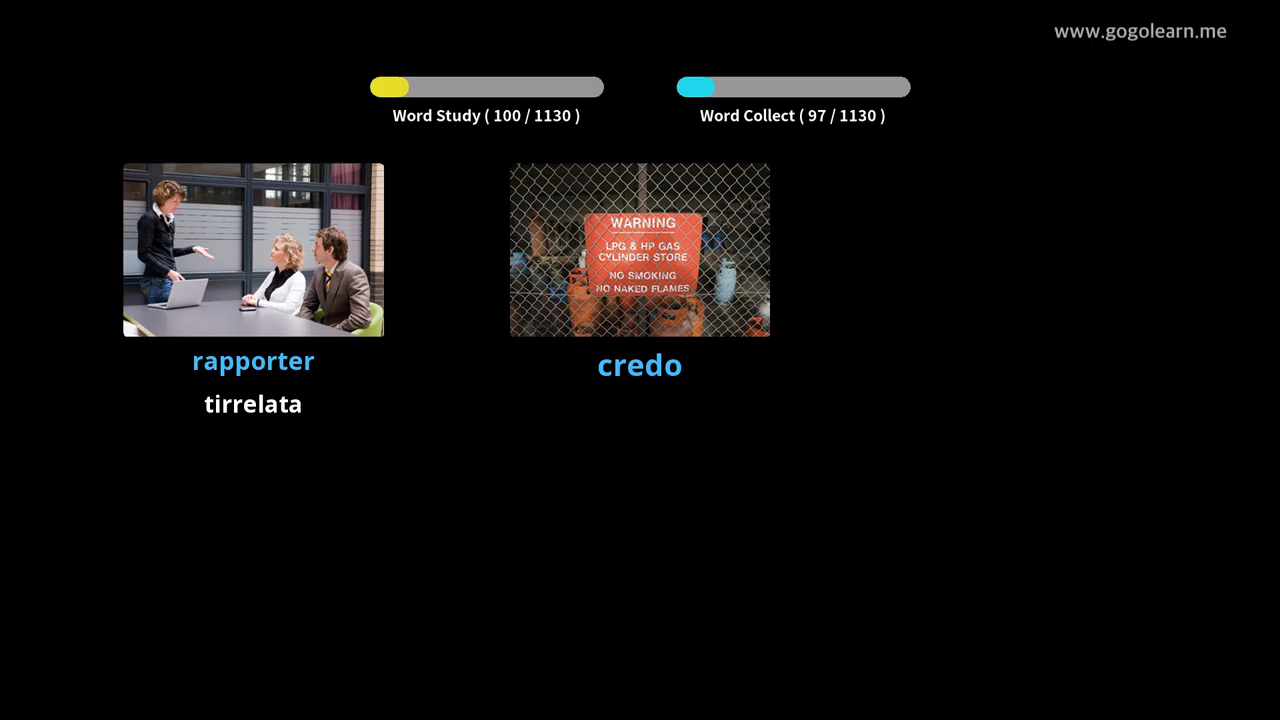 www.gogolearn.me
Word Study ( 100 / 1130 )
Word Collect ( 97 / 1130 )
WARNING
LPG & HP GAS
CYLINDER STORE
NO SMOKING
NO NAKED FLAMES
rapporter
tirrelata
credo